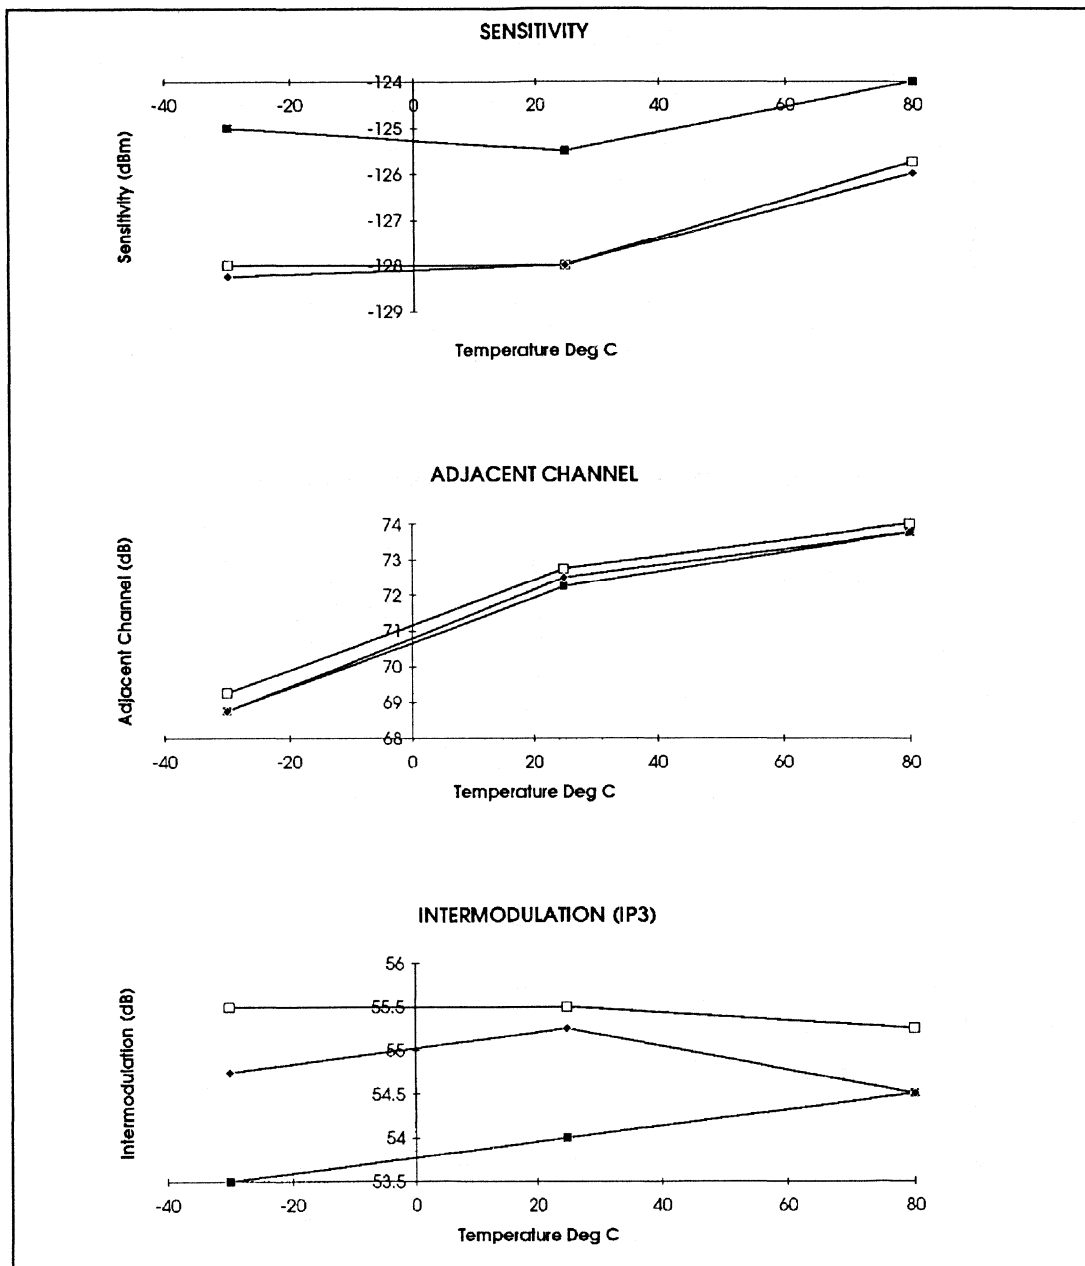 SENSITIVITY
-124
-40 -20 0 20 40 60 80
-125
-126
-127
-128
-129
Sensitivity (dBm)
Temperature Deg C
ADJACENT CHANNEL
74
73
72
71
70
69
68
-40 -20 0 20 40 60 80
Adjacent Channel (dB)
Temperature Deg C
INTERMODULATION (IP3)
56
55.5
55
54.5
54
53.5
-40 -20 0 20 40 60 80
Intermodulation (dB)
Temperature Deg C